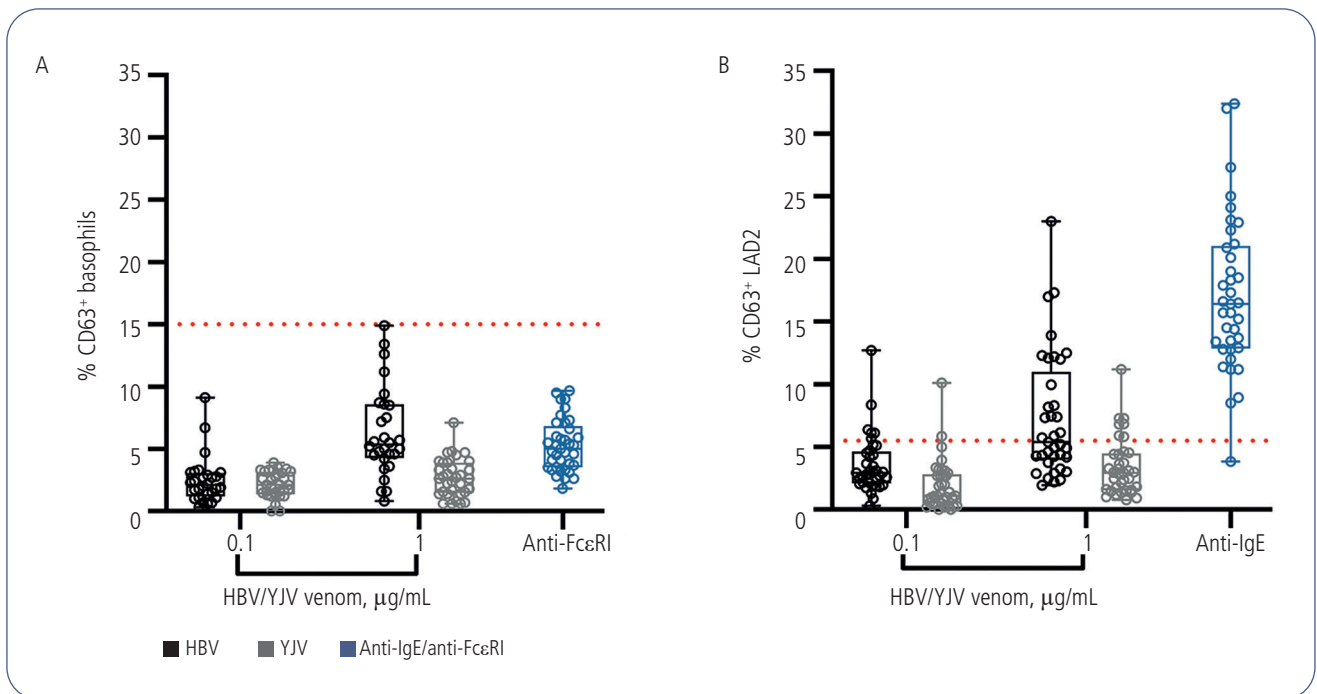 A
35
30
25
20
15
10
5
0
% CD63+ basophils
0.1
1
Anti-FcεRI
HBV/YJV venom, µg/mL
B
35
30
25
20
15
10
5
0
% CD63+ LAD2
0.1
1
Anti-IgE
HBV/YJV venom, µg/mL
HBV YJV Anti-IgE/anti-FcεRI